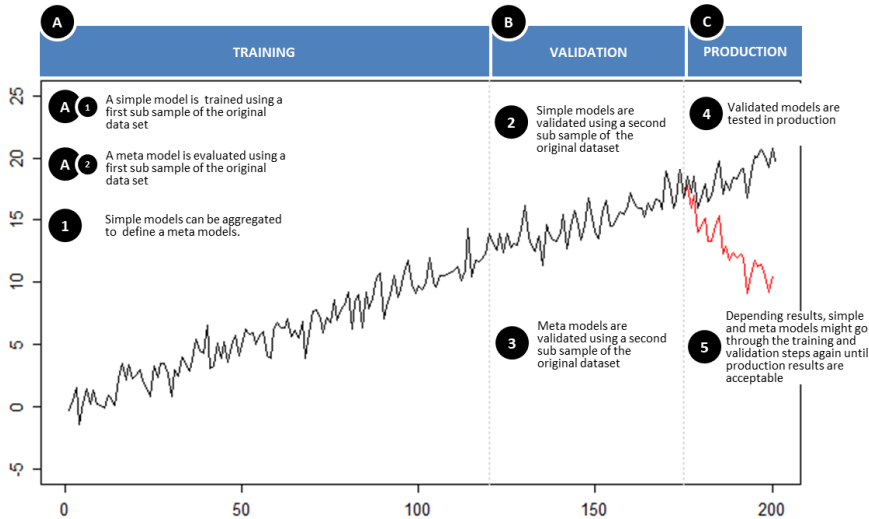 A
B
C
TRAINING
VALIDATION
PRODUCTION
A 1
A simple model is trained using a
first sub sample of the original
data set
A 2
A meta model is evaluated using a
first sub sample of the original
data set
1
Simple models can be aggregated
to define a meta models.
2
Simple models are
validated using a second
sub sample of the
original dataset
3
Meta models are
validated using a second
sub sample of the
original dataset
4
Validated models are
tested in production
5
Depending results, simple
and meta models might go
through the training and
validation steps again until
production results are
acceptable
25
20
15
10
5
0
-5
0
50
100
150
200